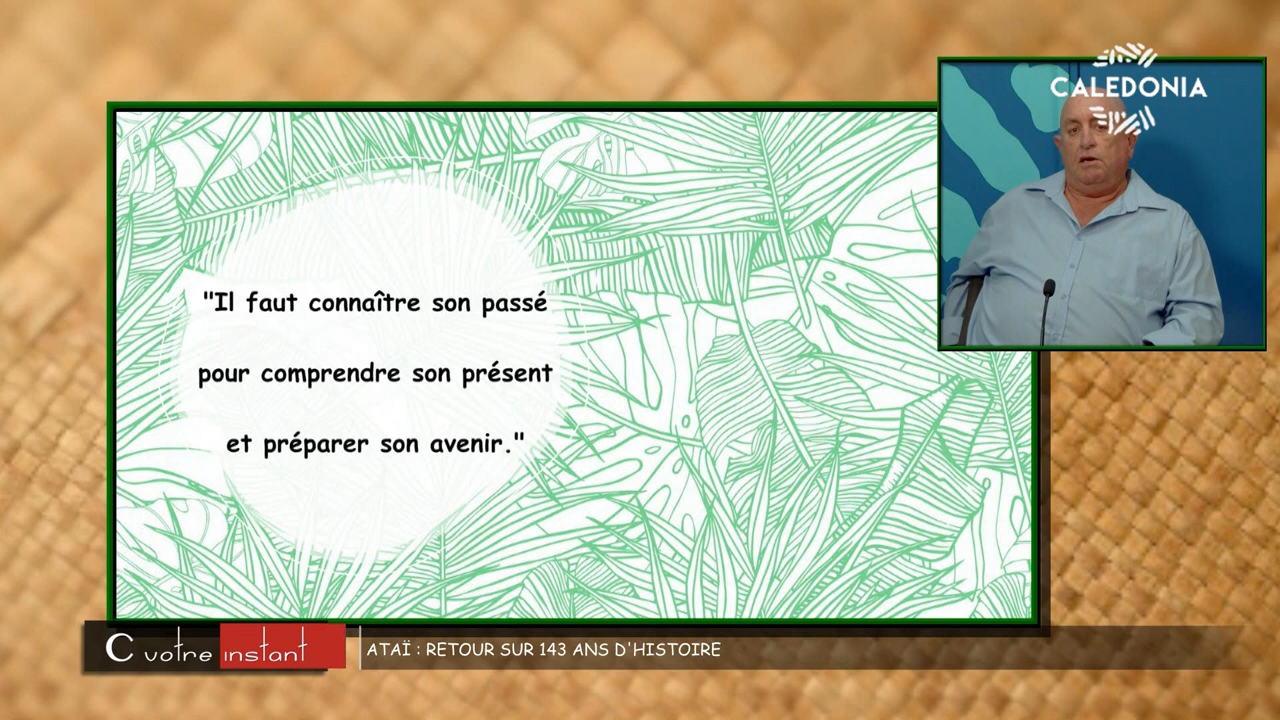 CALEDONIA
"Il faut connaître son passé
pour comprendre son présent
et préparer son avenir."
C votre instant
ATAÏ : RETOUR SUR 143 ANS D'HISTOIRE